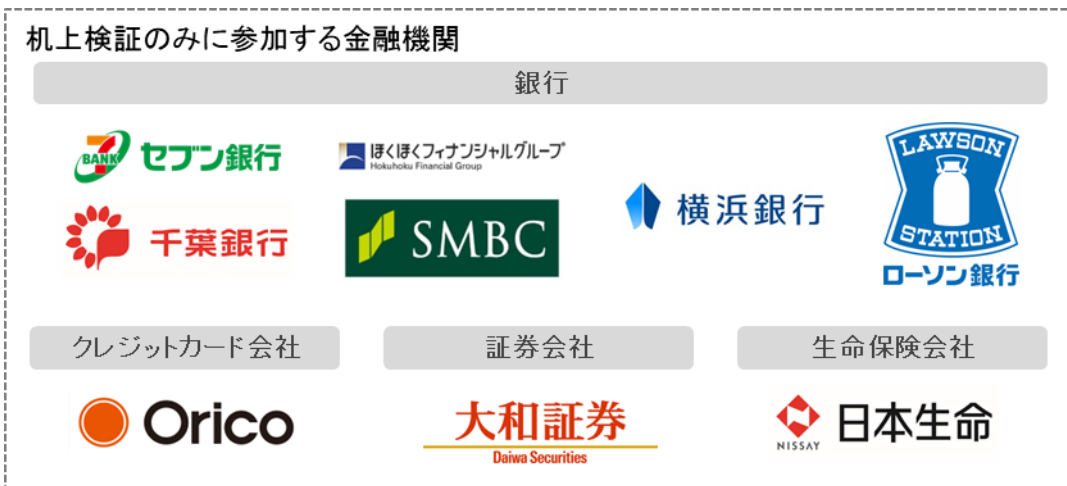 机上検証のみに参加する金融機関
銀行
7
BANK
セブン銀行
ほくほくフィナンシャルグループ
Hokuhoku Financial Group
千葉銀行
SMBC
横浜銀行
LAWSON
STATION
ローソン銀行
クレジットカード会社
証券会社
生命保険会社
Orico
大和証券
Daiwa Securities
NISSAY
日本生命